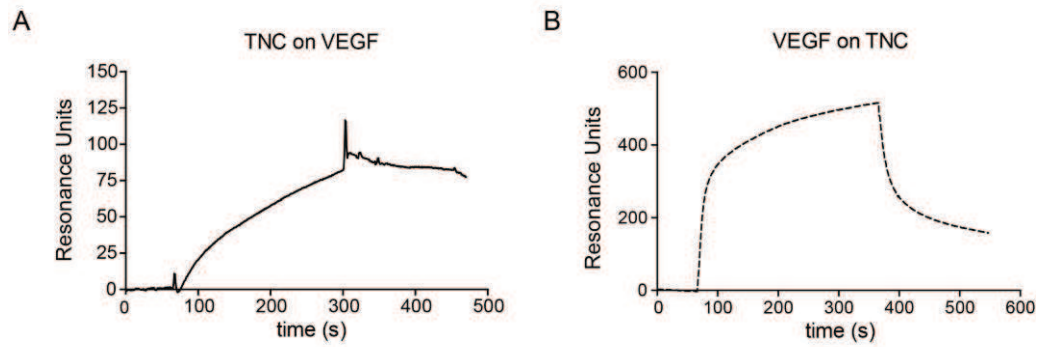 A
TNC on VEGF
Resonance Units
150
125
100
75
50
25
0
0 100 200 300 400 500
time (s)
B
VEGF on TNC
Resonance Units
600
400
200
0
0 100 200 300 400 500 600
time (s)